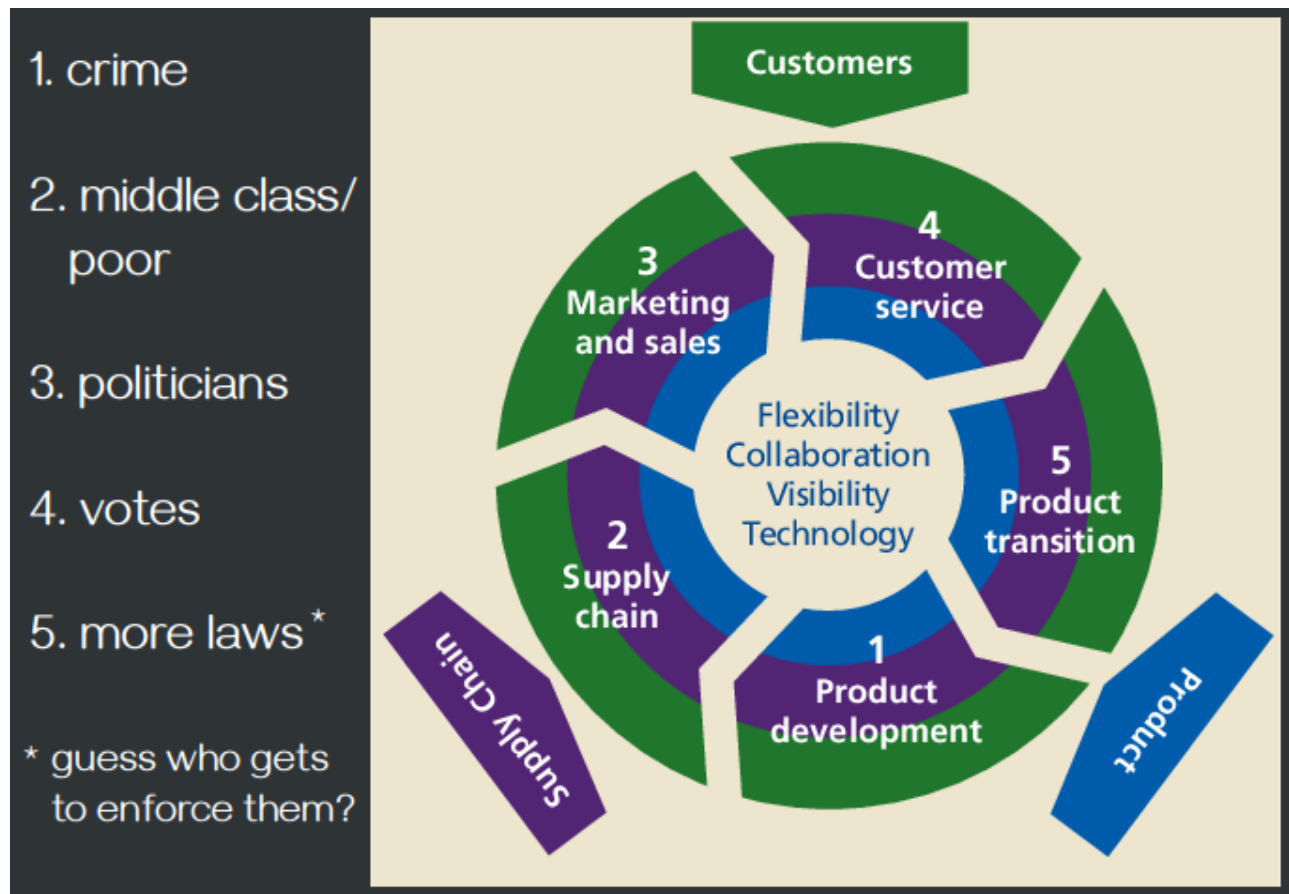 1. crime
2. middle class/
poor
3. politicians
4. votes
5. more laws *
* guess who gets
to enforce them?
Customers
3
Marketing
and sales
4
Customer
service
Flexibility
Collaboration
Visibility
Technology
5
Product
transition
2
Supply
chain
1
Product
development
Supply Chain
Product